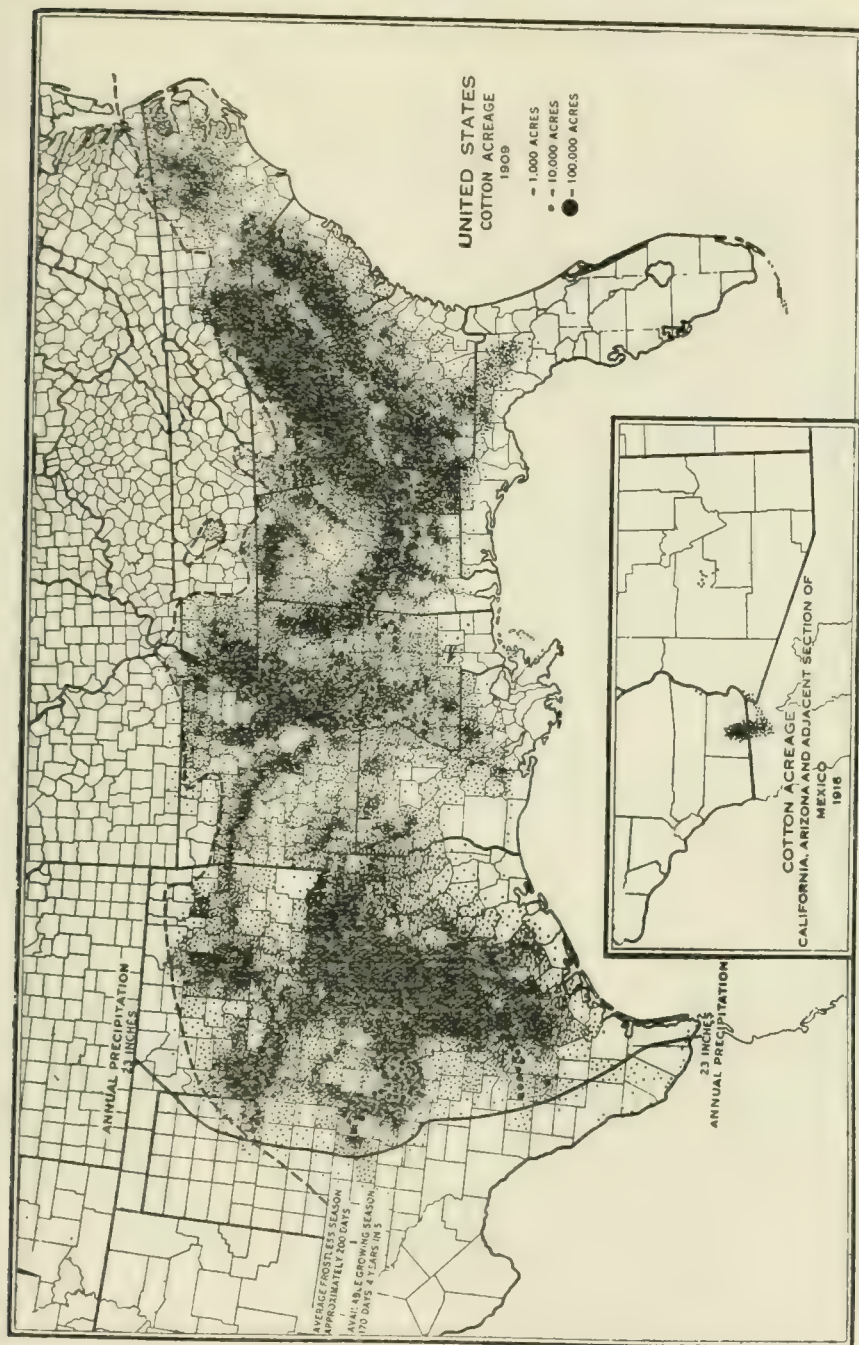 UNITED STATES
COTTON ACREAGE
1909
- 1,000 ACRES
- 10,000 ACRES
- 100,000 ACRES
ANNUAL PRECIPITATION
23 INCHES
AVERAGE FROSTLESS SEASON
APPROXIMATELY 200 DAYS
AVAILABLE GROWING SEASON
170 DAYS 4 YEARS IN 5
23 INCHES
ANNUAL PRECIPITATION
COTTON ACREAGE
CALIFORNIA, ARIZONA AND ADJACENT SECTION OF
MEXICO
1916